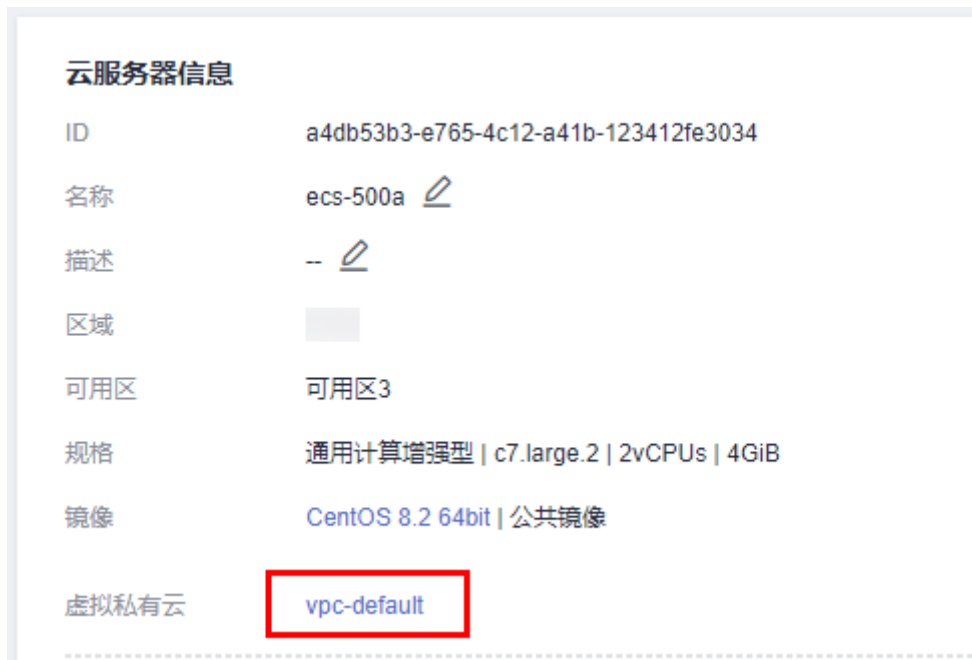 云服务器信息
ID a4db53b3-e765-4c12-a41b-123412fe3034
名称 ecs-500a
描述 --
区域
可用区 可用区3
规格 通用计算增强型 | c7.large.2 | 2vCPUs | 4GiB
镜像 CentOS 8.2 64bit | 公共镜像
虚拟私有云 vpc-default